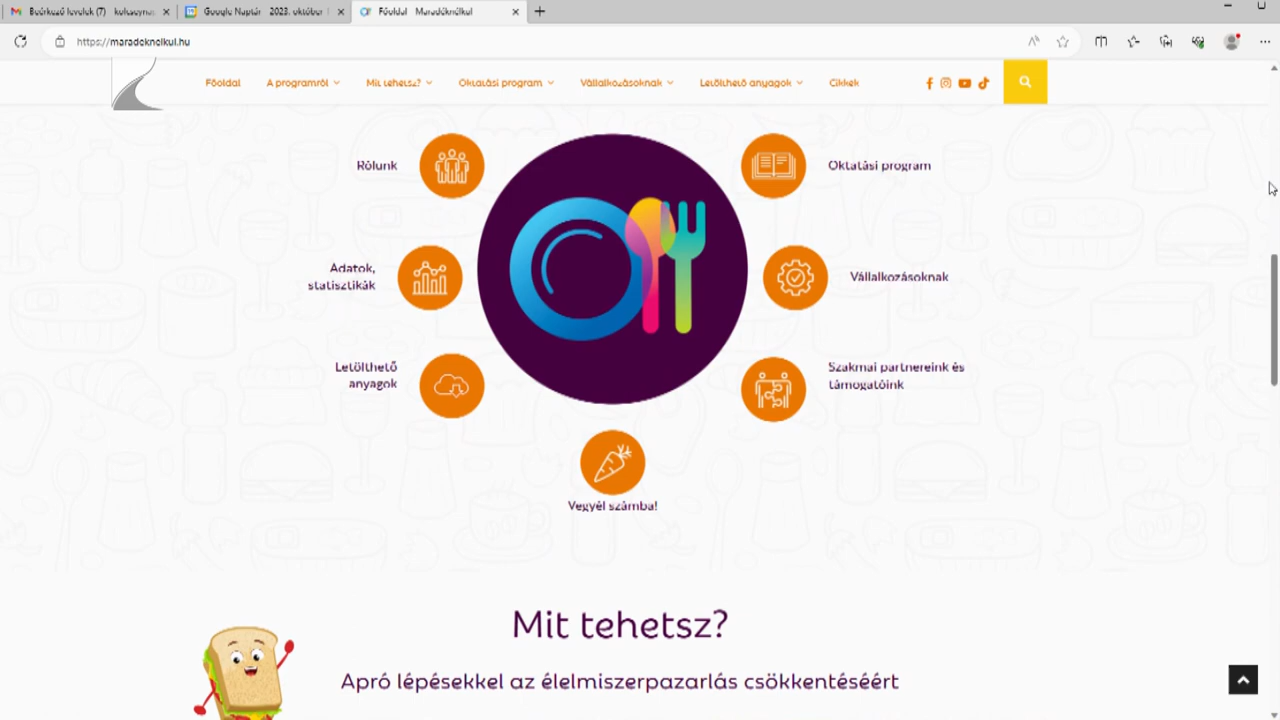 Beérkező levelek (7)
Google Naptár 2023. október
Főoldal Maradéknélkul
https://maradeknelkul.hu
Főoldal
A programról
Mit tehetsz?
Oktatási program
Vállalkozásoknak
Letölthető anyagok
Cikkek
Rólunk
Oktatási program
Adatok,
statisztikák
Vállalkozásoknak
Letölthető
anyagok
Szakmai partnereink és
támogatóink
Vegyél számba!
Mit tehetsz?
Apró lépésekkel az élelmiszerpazarlás csökkentéséért